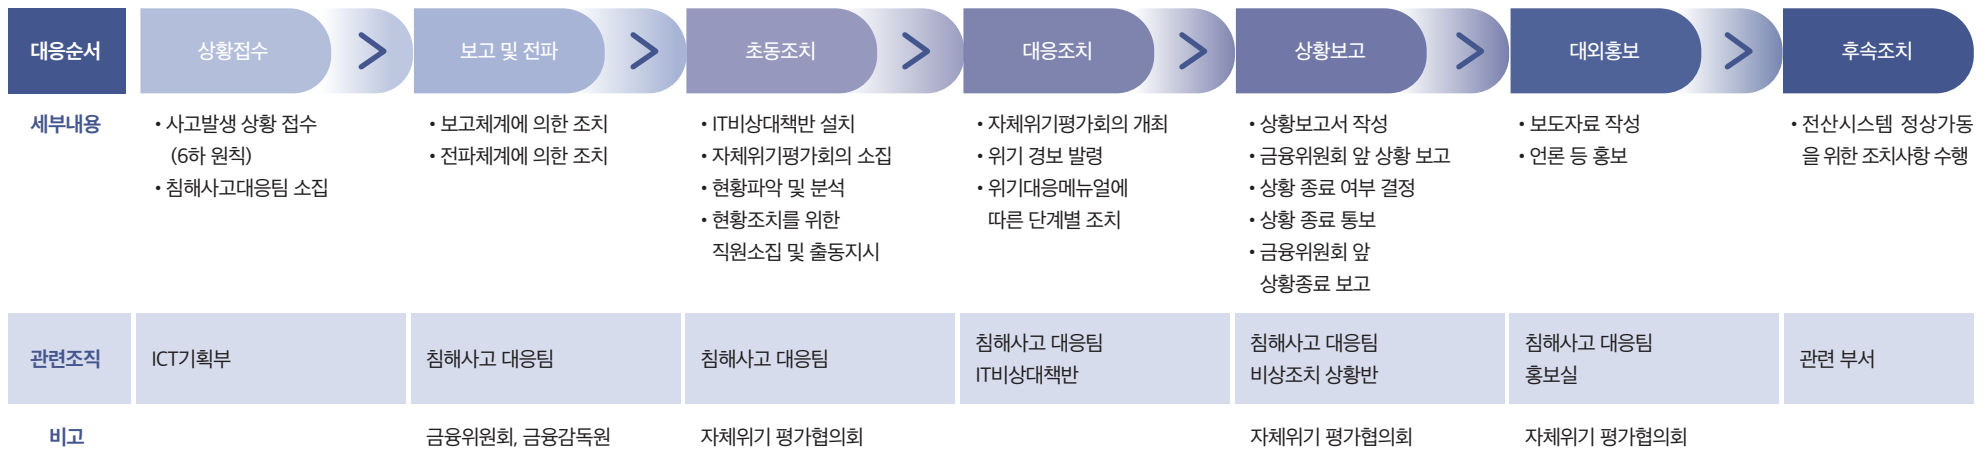 대응순서
상황접수
보고 및 전파
초동조치
대응조치
상황보고
대외홍보
후속조치
세부내용
• 사고발생 상황 접수
(6하 원칙)
• 침해사고대응팀 소집
• 보고체계에 의한 조치
• 전파체계에 의한 조치
• IT비상대책반 설치
• 자체위기평가회의 소집
• 현황파악 및 분석
• 현황조치를 위한
직원소집 및 출동지시
• 자체위기평가회의 개최
• 위기 경보 발령
• 위기대응메뉴얼에
따른 단계별 조치
• 상황보고서 작성
• 금융위원회 앞 상황 보고
• 상황 종료 여부 결정
• 상황 종료 통보
• 금융위원회 앞
상황종료 보고
• 보도자료 작성
• 언론 등 홍보
• 전산시스템 정상가동
을 위한 조치사항 수행
관련조직
ICT기획부
침해사고 대응팀
침해사고 대응팀
침해사고 대응팀
IT비상대책반
침해사고 대응팀
비상조치 상황반
침해사고 대응팀
홍보실
관련 부서
비고
금융위원회, 금융감독원
자체위기 평가협의회
자체위기 평가협의회
자체위기 평가협의회